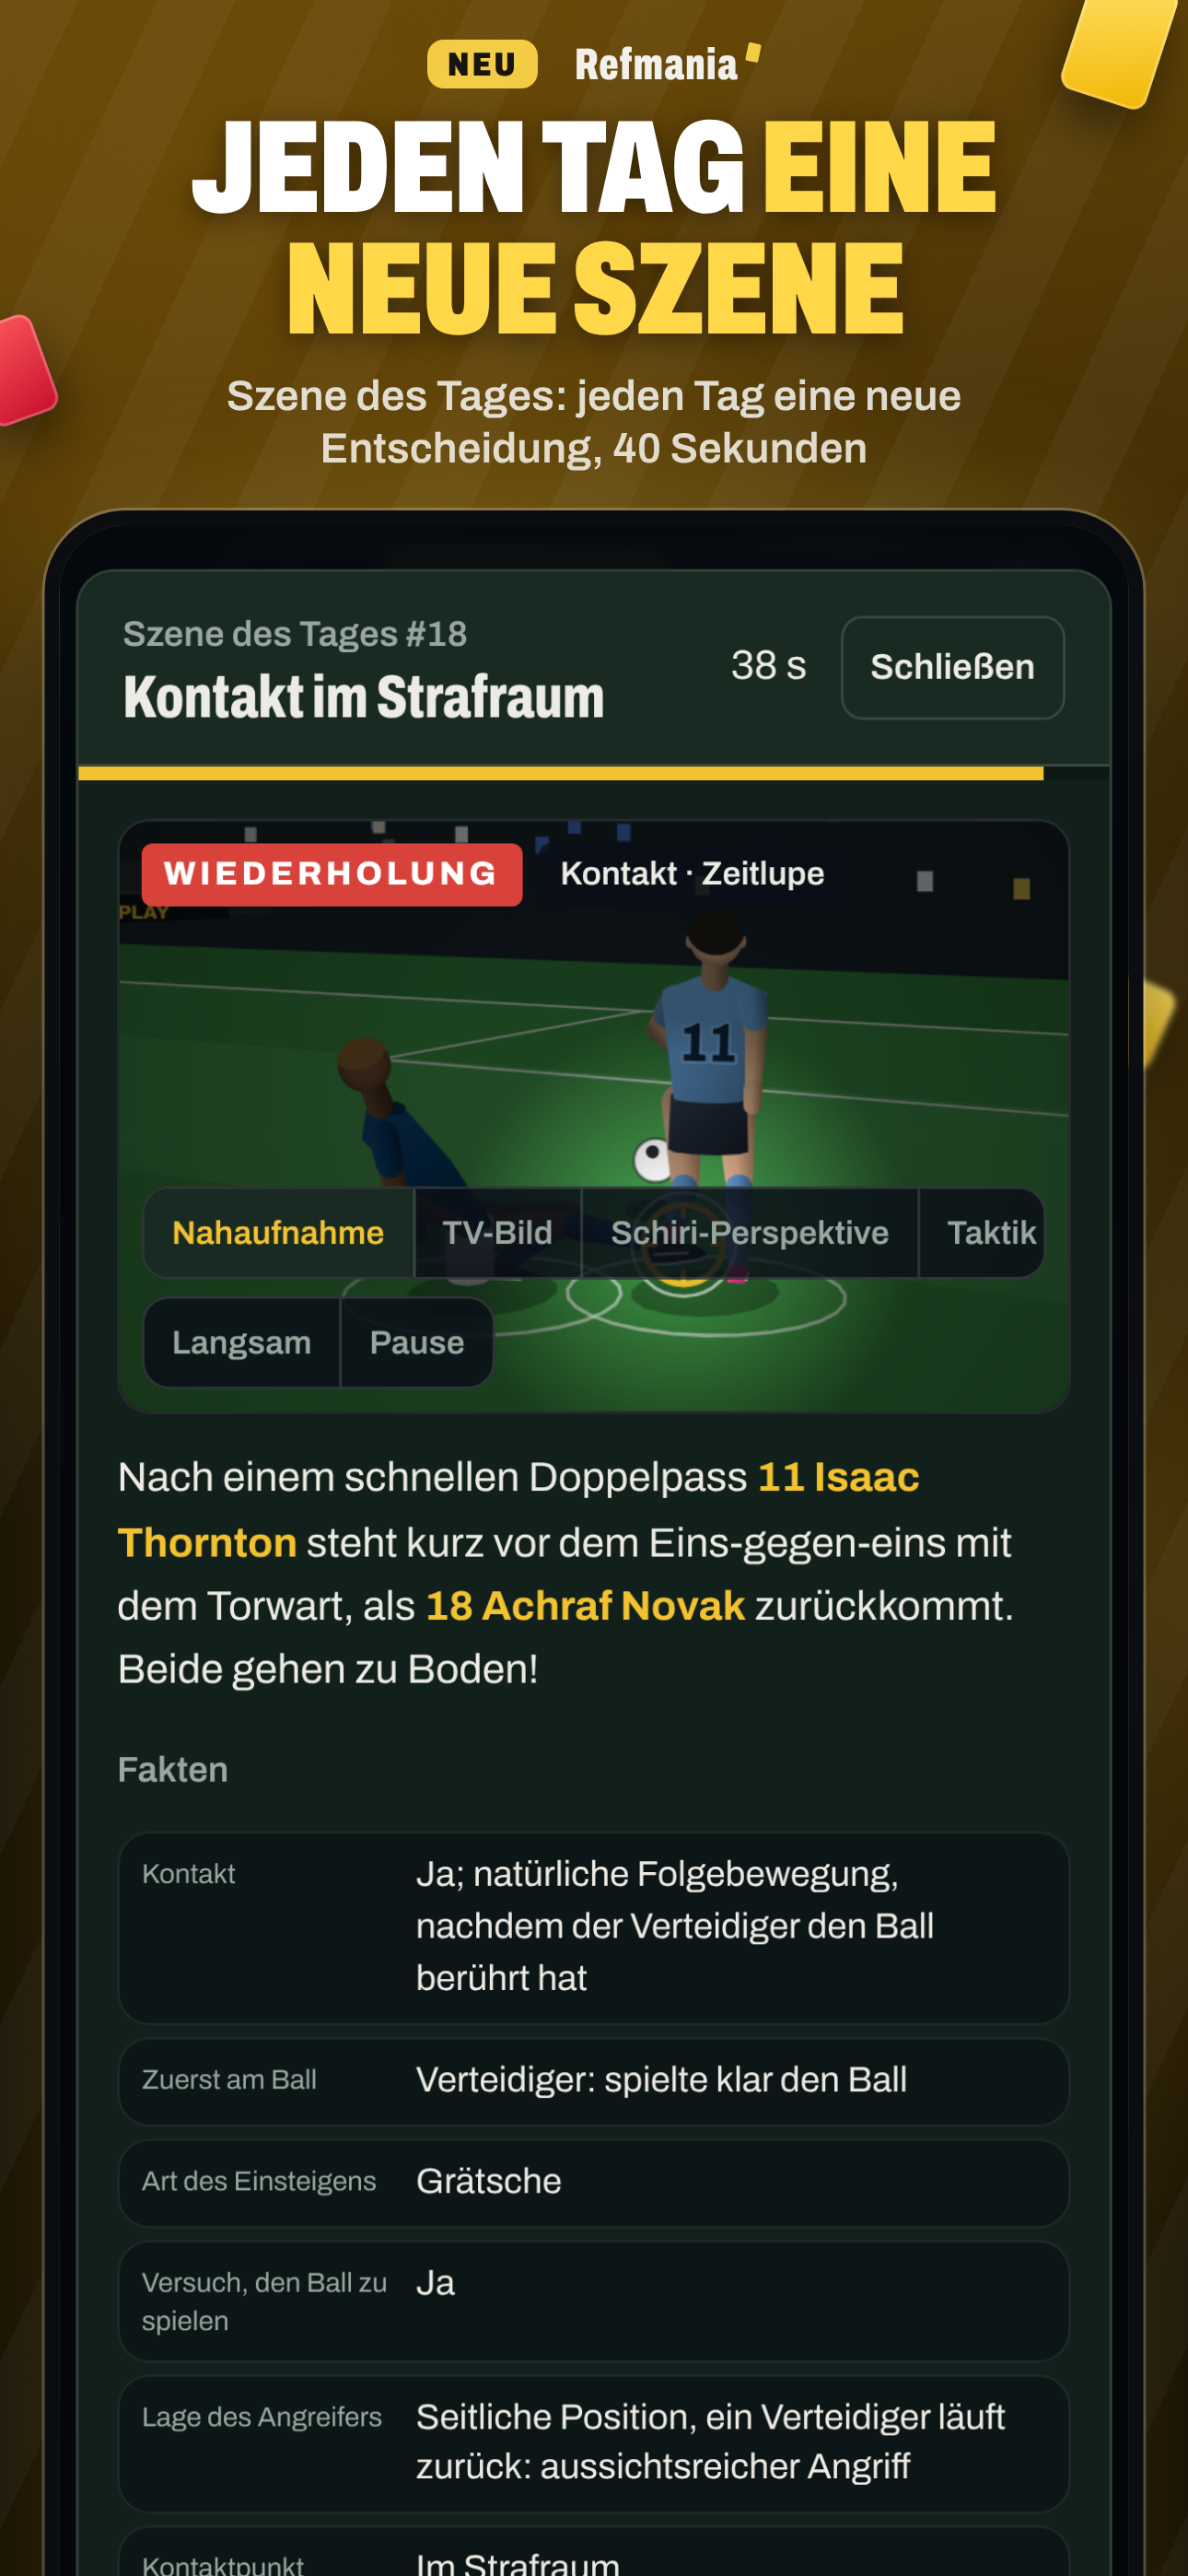 NEU
Refmania
JEDEN TAG EINE
NEUE SZENE
Szene des Tages: jeden Tag eine neue
Entscheidung, 40 Sekunden
Szene des Tages #18
Kontakt im Strafraum
38 s
Schließen
WIEDERHOLUNG
Kontakt · Zeitlupe
PLAY
11
Nahaufnahme
TV-Bild
Schiri-Perspektive
Taktik
Langsam
Pause
Nach einem schnellen Doppelpass 11 Isaac
Thornton steht kurz vor dem Eins-gegen-eins mit
dem Torwart, als 18 Achraf Novak zurückkommt.
Beide gehen zu Boden!
Fakten
Kontakt
Ja; natürliche Folgebewegung,
nachdem der Verteidiger den Ball
berührt hat
Zuerst am Ball
Verteidiger: spielte klar den Ball
Art des Einsteigens
Grätsche
Versuch, den Ball zu
spielen
Ja
Lage des Angreifers
Seitliche Position, ein Verteidiger läuft
zurück: aussichtsreicher Angriff
Kontaktpunkt
Im Strafraum